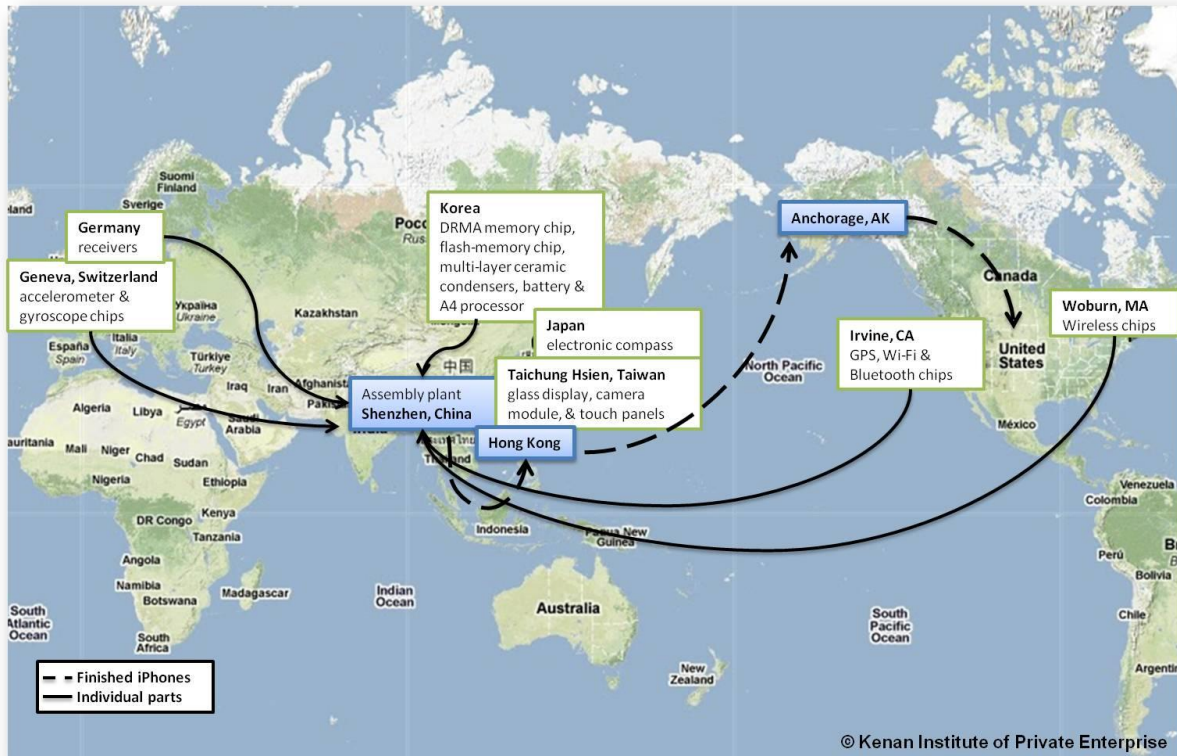 Germany
receivers
Geneva, Switzerland
accelerometer &
gyroscope chips
Korea
DRMA memory chip,
flash-memory chip,
multi-layer ceramic
condensers, battery &
A4 processor
Japan
electronic compass
Taichung Hsien, Taiwan
glass display, camera
module, & touch panels
Assembly plant
Shenzhen, China
Hong Kong
Anchorage, AK
Irvine, CA
GPS, Wi-Fi &
Bluetooth chips
Woburn, MA
Wireless chips
Suomi
Finland
Sverige
Україна
Ukraine
Kazakhstan
Italia
Italy
España
Spain
Türkiye
Turkey
Iraq
Iran
中国
Algeria
Libya
Egypt
Saudi
Arabia
Mali
Niger
Chad
Sudan
Nigeria
Ethiopia
DR Congo
Kenya
Tanzania
Angola
Namibia
Botswana
Madagascar
South
Africa
South
Atlantic
Ocean
Indian
Ocean
Indonesia
Papua New
Guinea
Australia
New
Zealand
North Pacific
Ocean
South
Pacific
Ocean
Canada
United
States
México
Venezuela
Colombia
Perú
Bolivia
Chile
Finished iPhones
Individual parts
© Kenan Institute of Private Enterprise